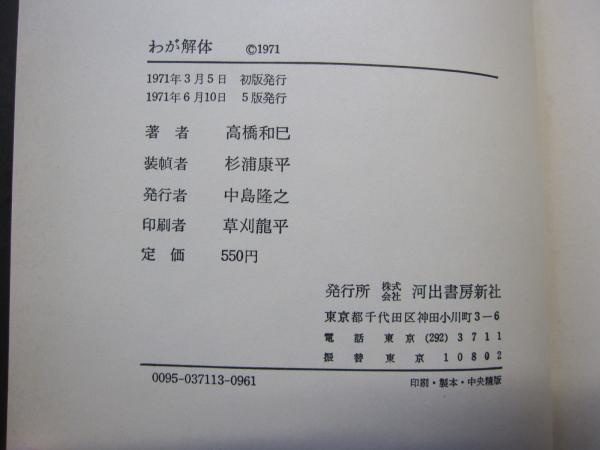 わが解体 ©1971
1971年3月5日 初版発行
1971年6月10日 5版発行
著者 高橋和巳
装幀者 杉浦康平
発行者 中島隆之
印刷者 草刈龍平
定価 550円
発行所 株式会社 河出書房新社
東京都千代田区神田小川町3-6
電話 東京 (292) 3711
振替 東京 10802
0095-037113-0961
印刷・製本・中央精版